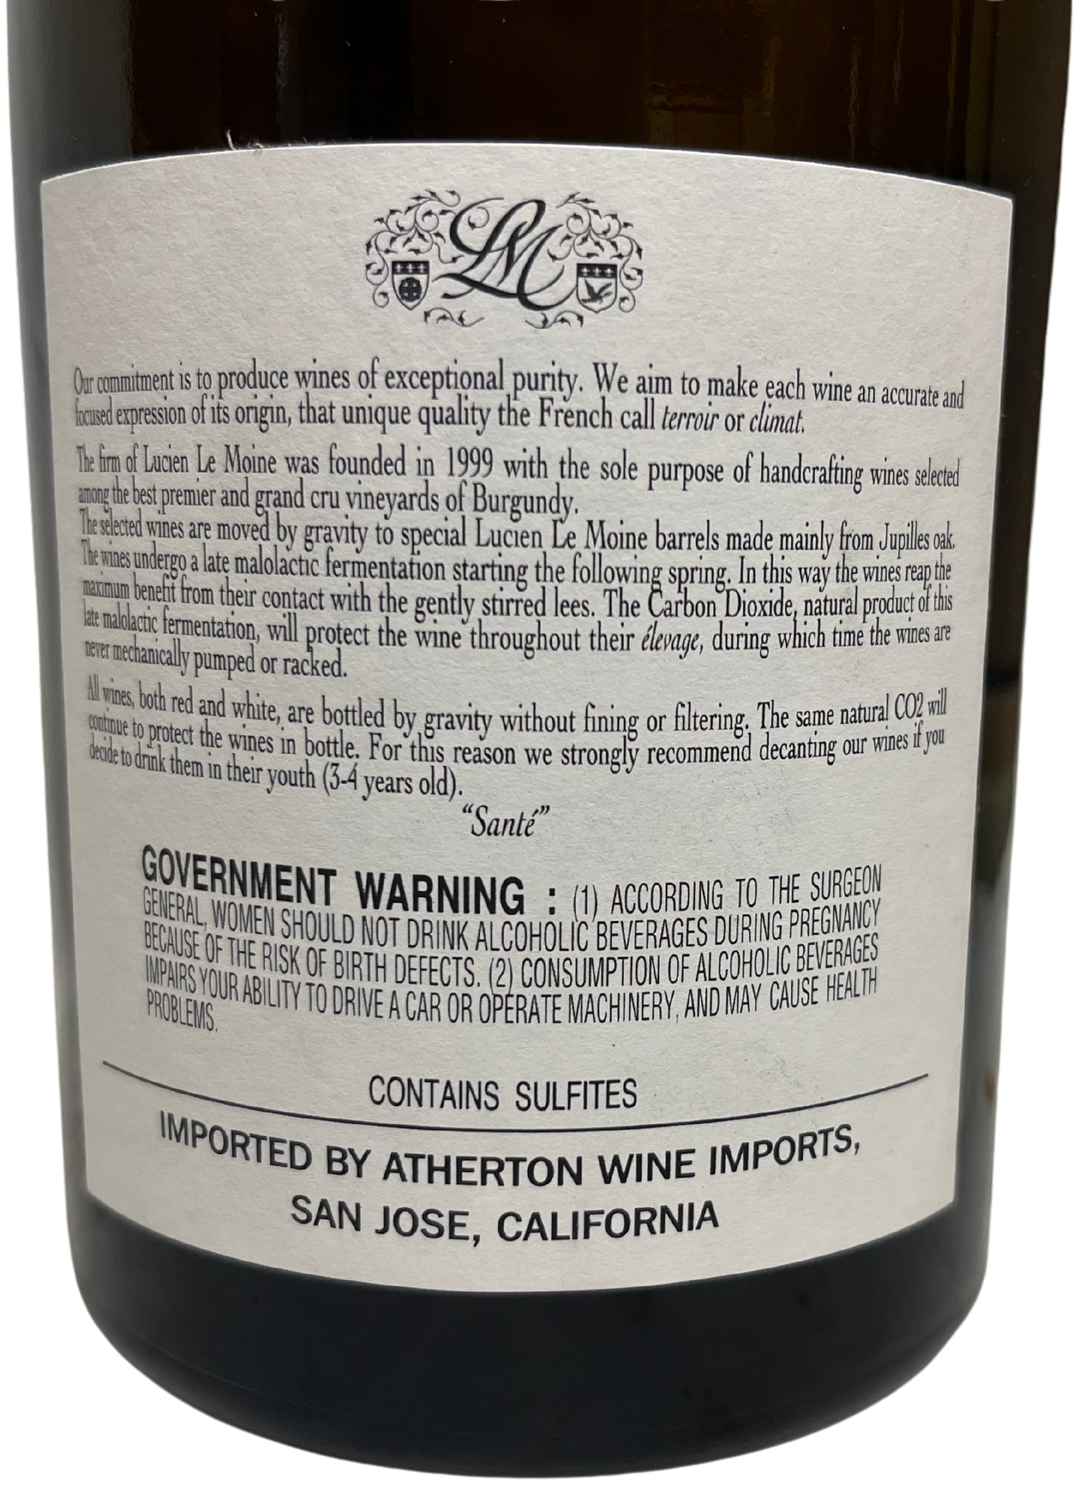 LM
Our commitment is to produce wines of exceptional purity. We aim to make each wine an accurate and
focused expression of its origin, that unique quality the French call terroir or climat.
The firm of Lucien Le Moine was founded in 1999 with the sole purpose of handcrafting wines selected
among the best premier and grand cru vineyards of Burgundy.
The selected wines are moved by gravity to special Lucien Le Moine barrels made mainly from Jupilles oak.
The wines undergo a late malolactic fermentation starting the following spring. In this way the wines reap the
maximum benefit from their contact with the gently stirred lees. The Carbon Dioxide, natural product of this
late malolactic fermentation, will protect the wine throughout their élevage, during which time the wines are
never mechanically pumped or racked.
All wines, both red and white, are bottled by gravity without fining or filtering. The same natural CO2 will
continue to protect the wines in bottle. For this reason we strongly recommend decanting our wines if you
decide to drink them in their youth (3-4 years old).
“Santé”
GOVERNMENT WARNING : (1) ACCORDING TO THE SURGEON
GENERAL, WOMEN SHOULD NOT DRINK ALCOHOLIC BEVERAGES DURING PREGNANCY
BECAUSE OF THE RISK OF BIRTH DEFECTS. (2) CONSUMPTION OF ALCOHOLIC BEVERAGES
IMPAIRS YOUR ABILITY TO DRIVE A CAR OR OPERATE MACHINERY, AND MAY CAUSE HEALTH
PROBLEMS.
CONTAINS SULFITES
IMPORTED BY ATHERTON WINE IMPORTS,
SAN JOSE, CALIFORNIA